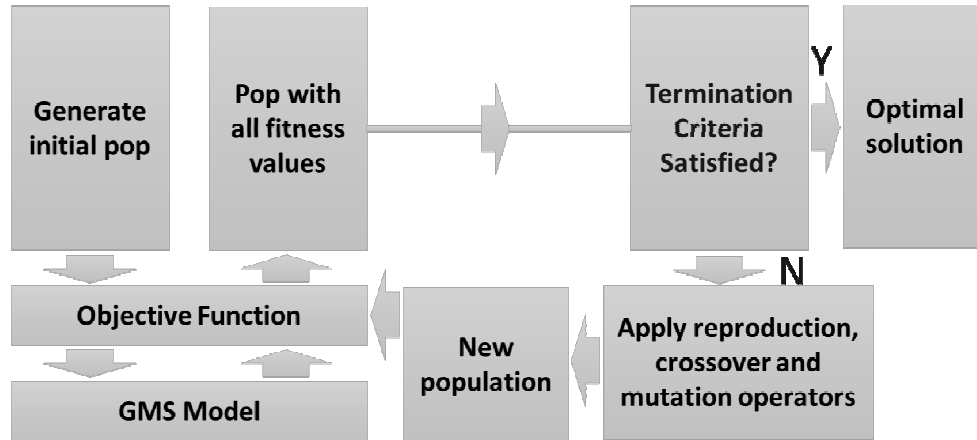 Generate
initial pop
Pop with
all fitness
values
Termination
Criteria
Satisfied?
Y
Optimal
solution
N
Objective Function
GMS Model
New
population
Apply reproduction,
crossover and
mutation operators